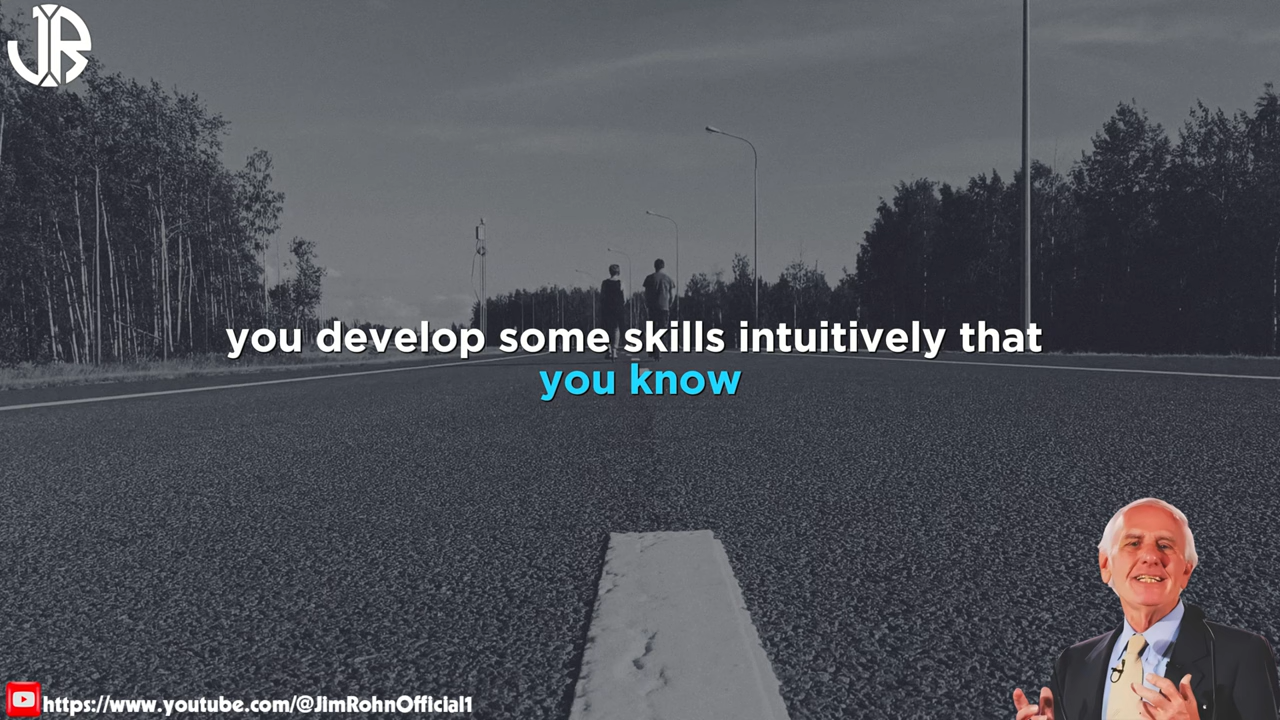 JR
you develop some skills intuitively that
you know
https://www.youtube.com/@JimRohnOfficial1